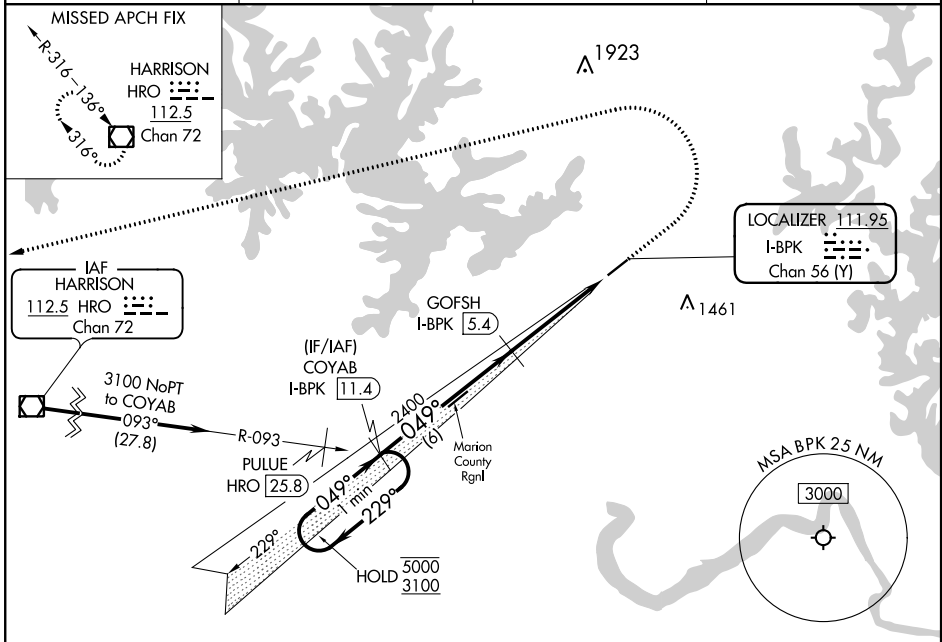 MISSED APCH FIX
R-316
136°
316°
HARRISON
HRO
112.5
Chan 72
1923
LOCALIZER 111.95
I-BPK
Chan 56 (Y)
1461
IAF
HARRISON
112.5 HRO
Chan 72
3100 NoPT
to COYAB
093°
(27.8)
R-093
PULUE
HRO 25.8
(IF/IAF)
COYAB
I-BPK 11.4
GOFSH
I-BPK 5.4
2400
049°
(6)
Marion
County
Rgnl
049°
1 min
229°
229°
HOLD 5000
3100
MSA BPK 25 NM
3000